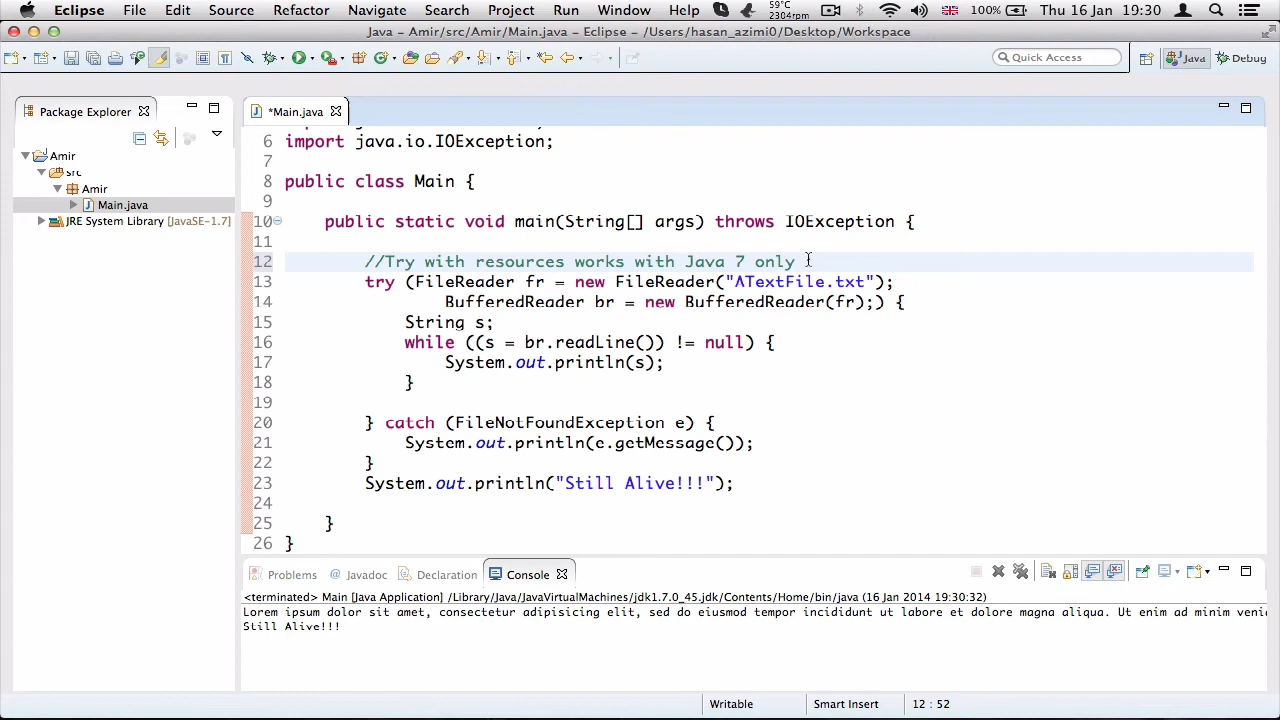 Eclipse File Edit Source Refactor Navigate Search Project Run Window Help 59°C 2304rpm 100% Thu 16 Jan 19:30
Java - Amir/src/Amir/Main.java - Eclipse - /Users/hasan_azimi0/Desktop/Workspace
Quick Access Java Debug
Package Explorer
Amir
src
Amir
Main.java
JRE System Library [JavaSE-1.7]
*Main.java
6 import java.io.IOException;
7
8 public class Main {
9
10 public static void main(String[] args) throws IOException {
11
12 //Try with resources works with Java 7 only
13 try (FileReader fr = new FileReader("ATextFile.txt");
14 BufferedReader br = new BufferedReader(fr);) {
15 String s;
16 while ((s = br.readLine()) != null) {
17 System.out.println(s);
18 }
19
20 } catch (FileNotFoundException e) {
21 System.out.println(e.getMessage());
22 }
23 System.out.println("Still Alive!!!");
24
25 }
26 }
Problems Javadoc Declaration Console
<terminated> Main [Java Application] /Library/Java/JavaVirtualMachines/jdk1.7.0_45.jdk/Contents/Home/bin/java (16 Jan 2014 19:30:32)
Lorem ipsum dolor sit amet, consectetur adipisicing elit, sed do eiusmod tempor incididunt ut labore et dolore magna aliqua. Ut enim ad minim veni
Still Alive!!!
Writable Smart Insert 12 : 52